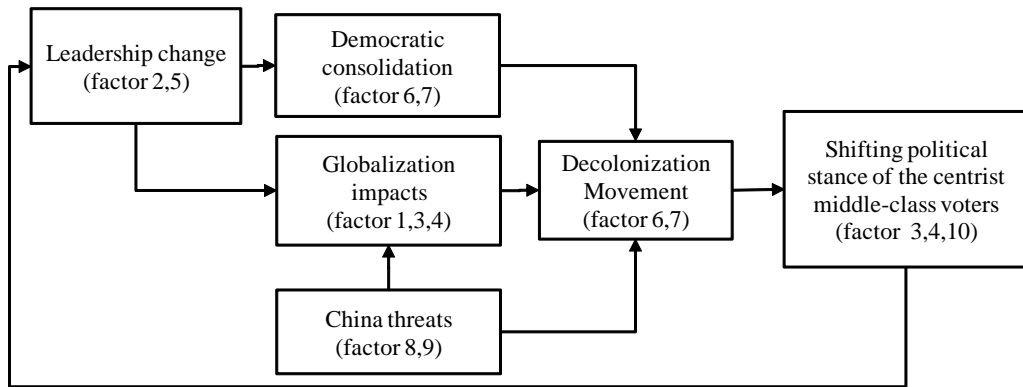 Leadership change
(factor 2,5)
Democratic
consolidation
(factor 6,7)
Globalization
impacts
(factor 1,3,4)
China threats
(factor 8,9)
Decolonization
Movement
(factor 6,7)
Shifting political
stance of the centrist
middle-class voters
(factor 3,4,10)